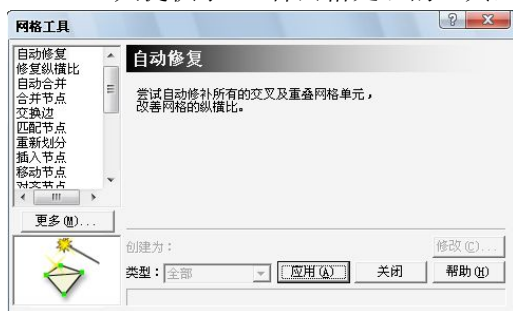 网格工具
自动修复
修复纵横比
自动合并
合并节点
交换边
匹配节点
重新划分
插入节点
移动节点
对齐节点
更多(M)...
自动修复
尝试自动修补所有的交叉及重叠网格单元，
改善网格的纵横比。
创建为：
修改(C)...
类型：全部
应用(A)
关闭
帮助(H)